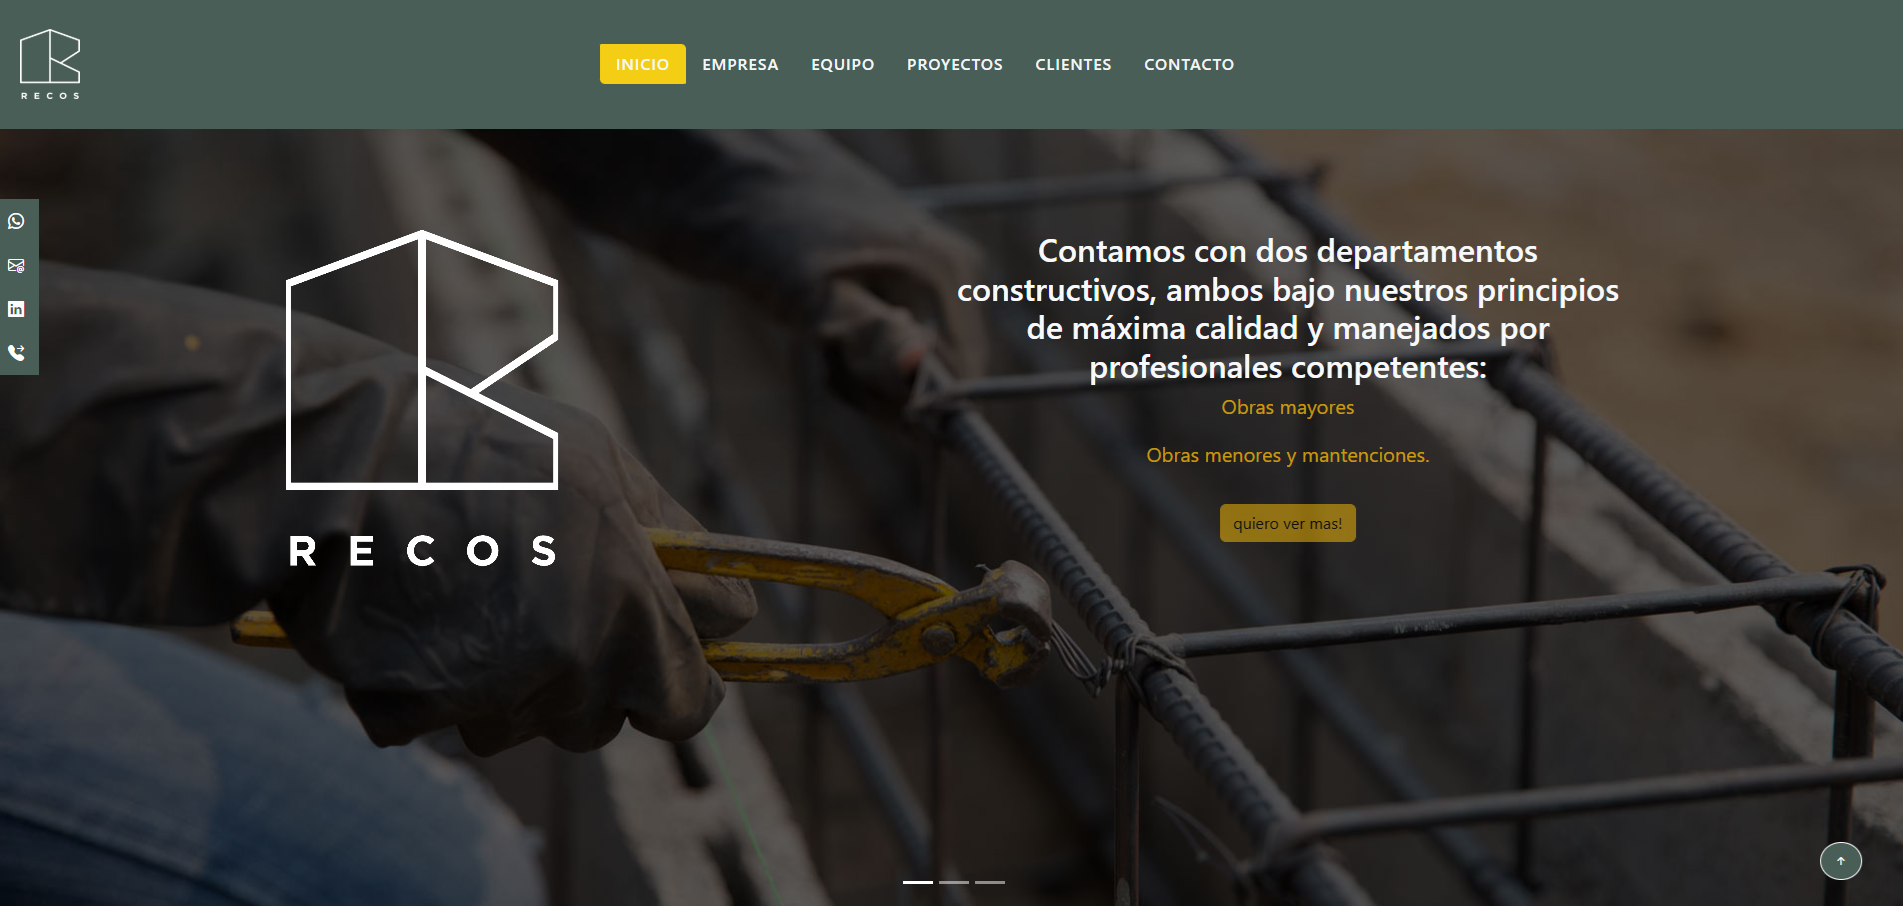 RECOS
INICIO
EMPRESA
EQUIPO
PROYECTOS
CLIENTES
CONTACTO
RECOS
Contamos con dos departamentos
constructivos, ambos bajo nuestros principios
de máxima calidad y manejados por
profesionales competentes:
Obras mayores
Obras menores y mantenciones.
quiero ver mas!